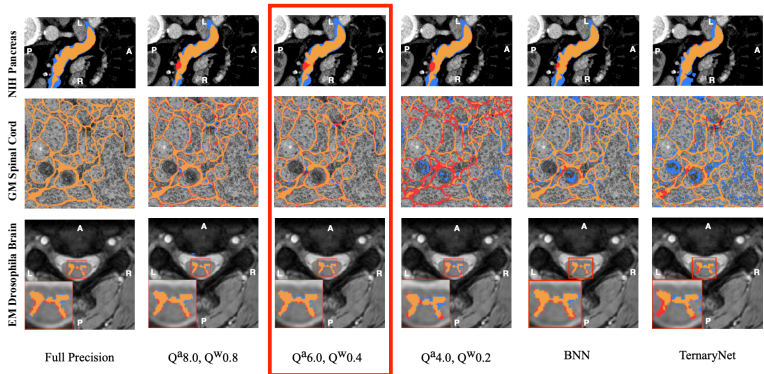 NIH Pancreas
L L L L L L
P A P A P A P A P A P A
R R R R R R
GM Spinal Cord
EM Drosophila Brain
A A A A A A
L R L R L R L R L R L R
P P P P P P
Full Precision
Qa8.0, Qw0.8
Qa6.0, Qw0.4
Qa4.0, Qw0.2
BNN
TernaryNet